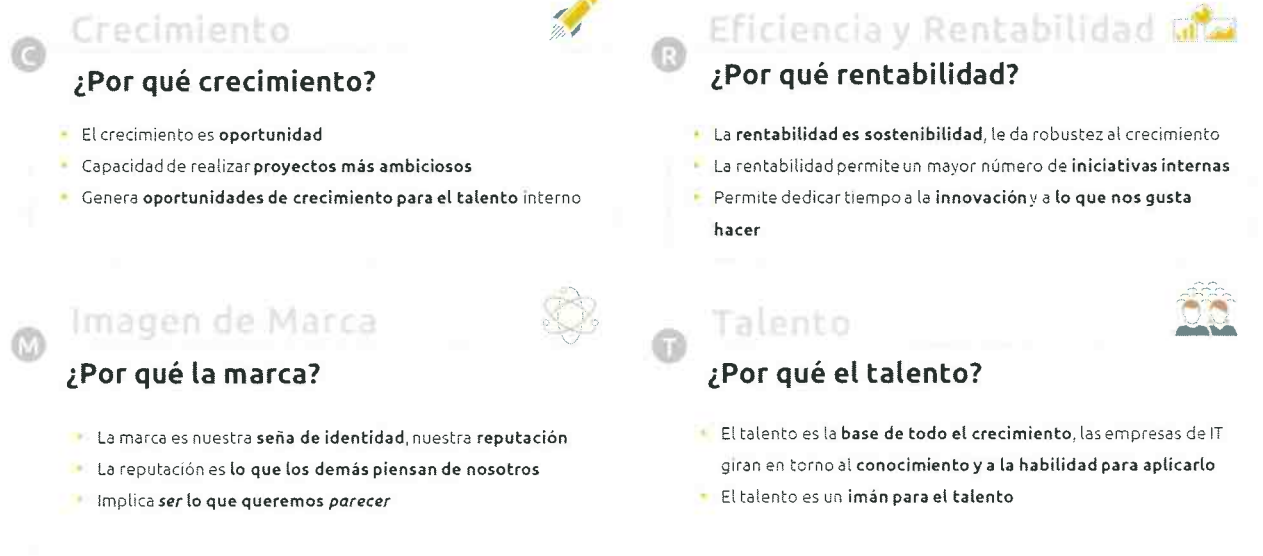 C
Crecimiento
¿Por qué crecimiento?
El crecimiento es oportunidad
Capacidad de realizar proyectos más ambiciosos
Genera oportunidades de crecimiento para el talento interno
R
Eficiencia y Rentabilidad
¿Por qué rentabilidad?
La rentabilidad es sostenibilidad, le da robustez al crecimiento
La rentabilidad permite un mayor número de iniciativas internas
Permite dedicar tiempo a la innovación y a lo que nos gusta
hacer
M
Imagen de Marca
¿Por qué la marca?
La marca es nuestra seña de identidad, nuestra reputación
La reputación es lo que los demás piensan de nosotros
Implica ser lo que queremos parecer
T
Talento
¿Por qué el talento?
El talento es la base de todo el crecimiento, las empresas de IT
giran en torno al conocimiento y a la habilidad para aplicarlo
El talento es un imán para el talento